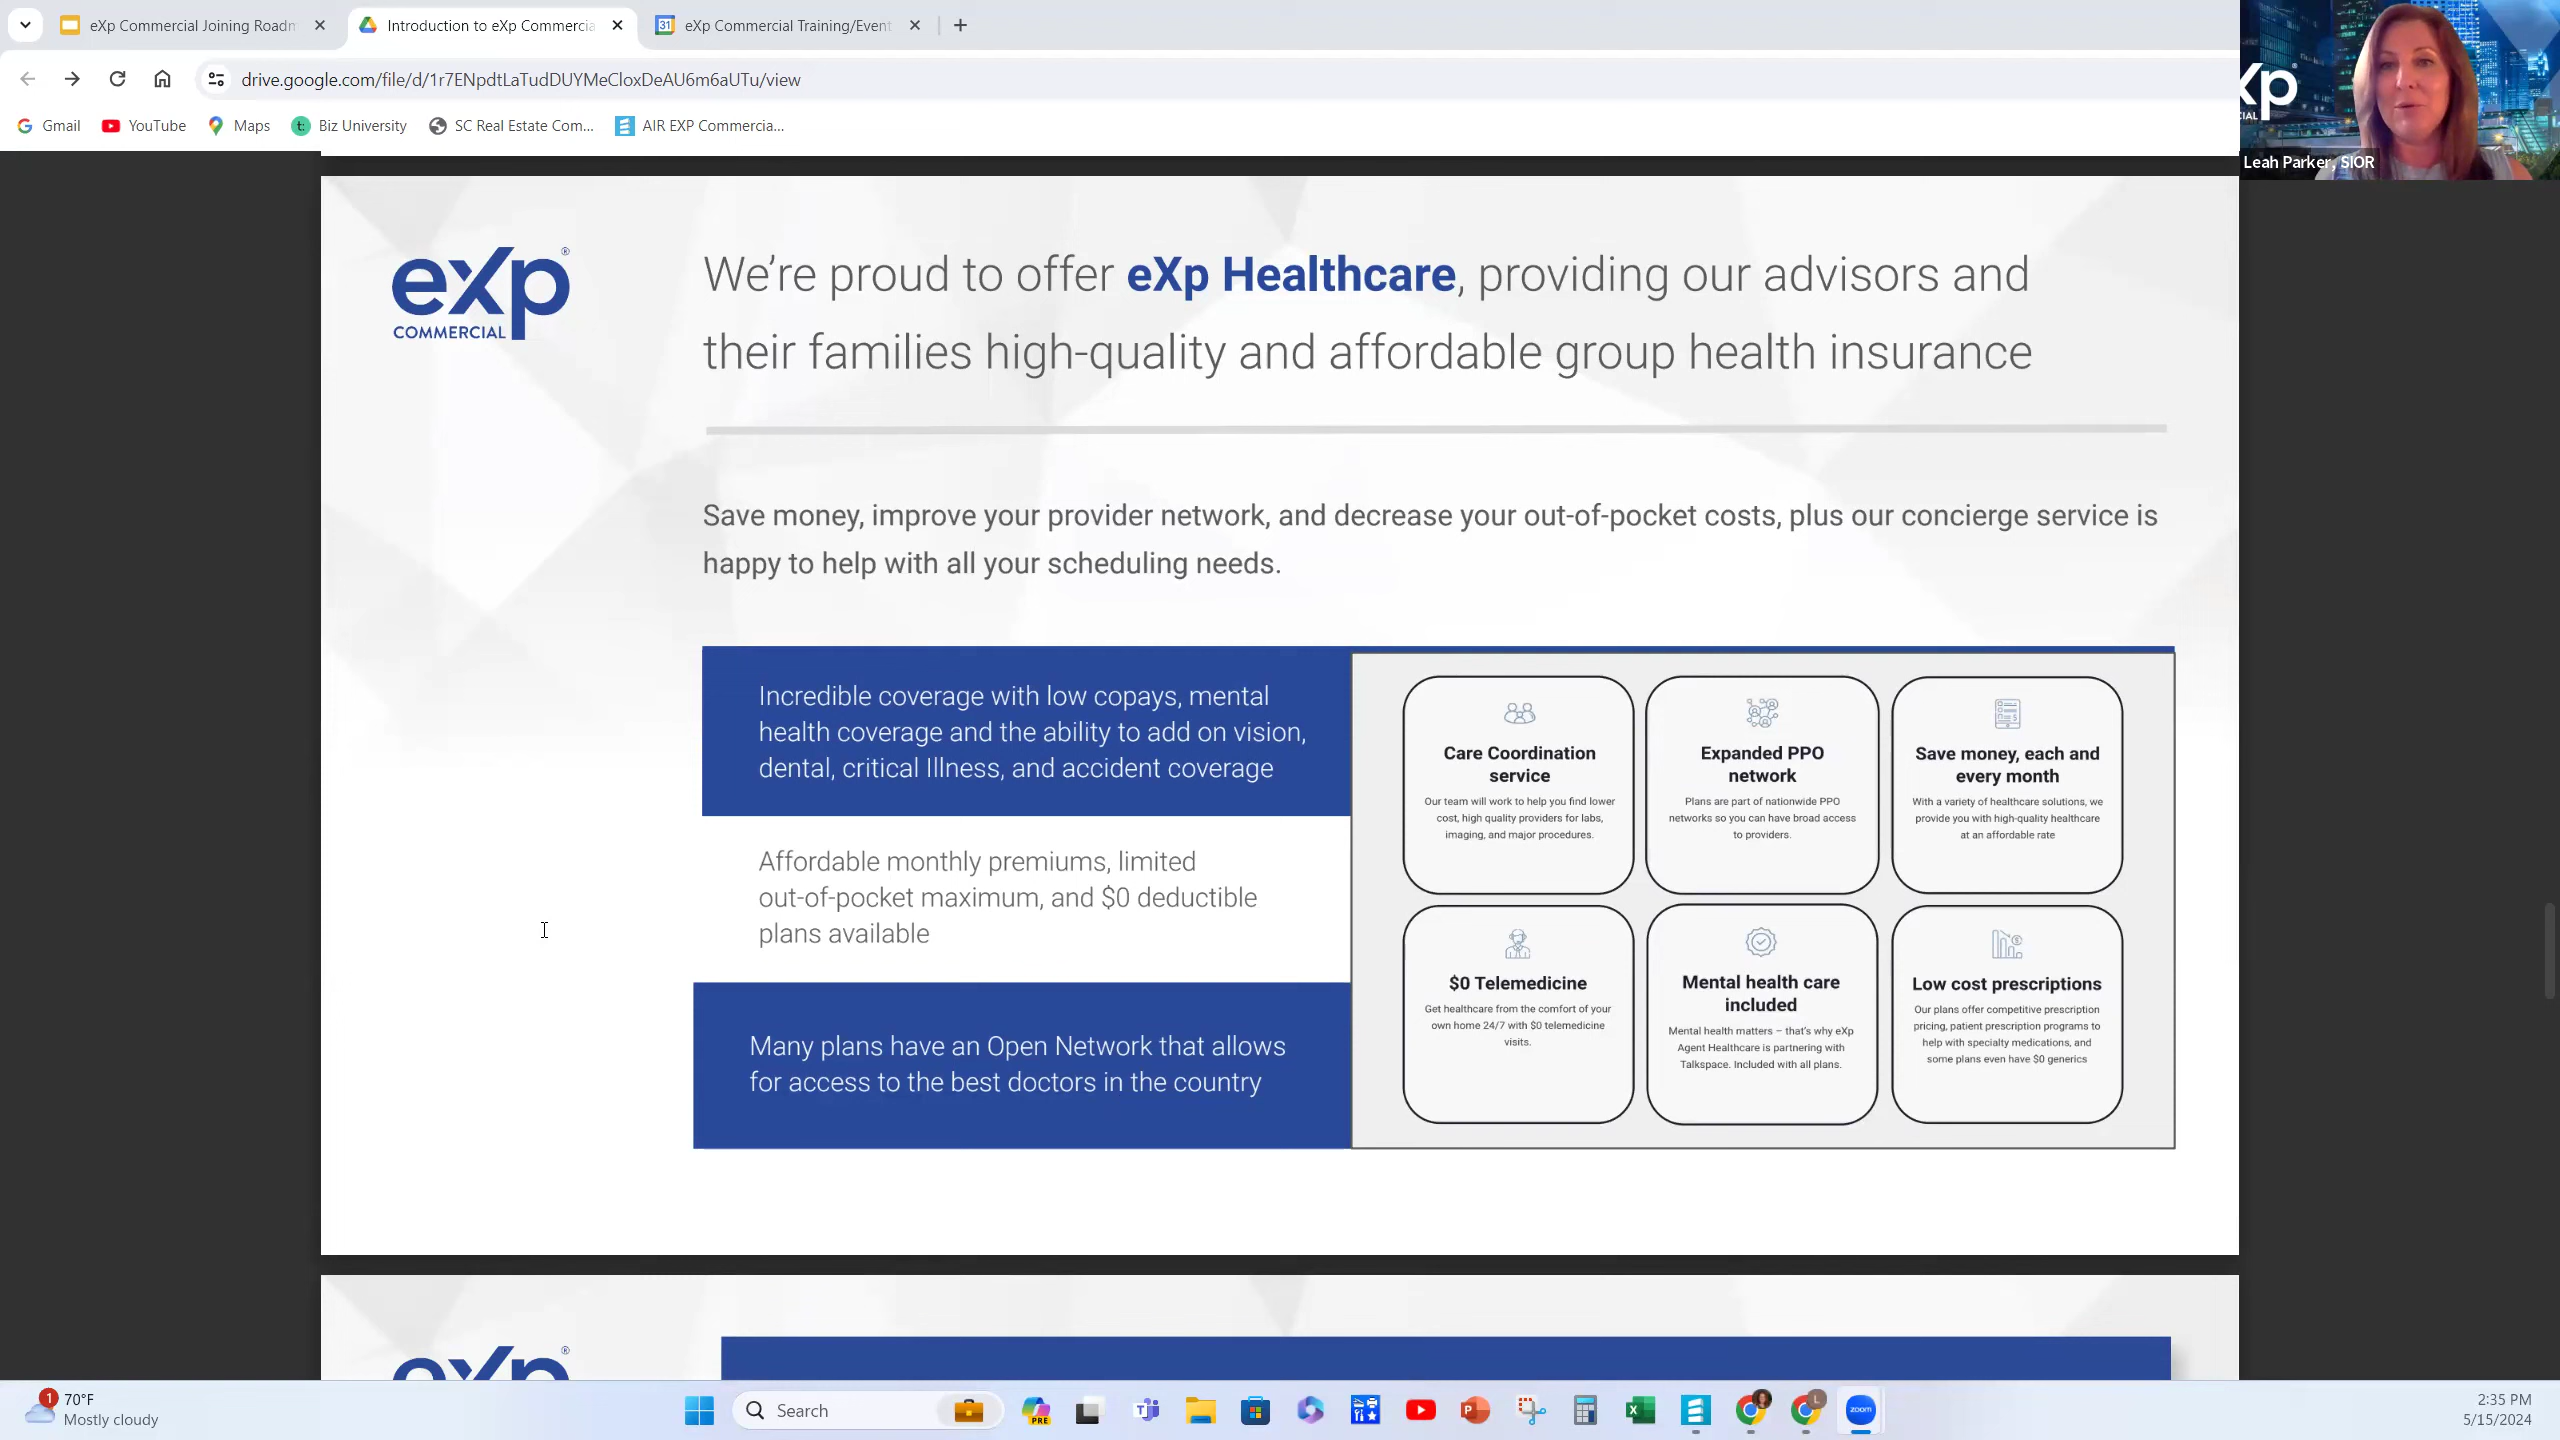 eXp Commercial Joining Roadm
Introduction to eXp Commercia
31
eXp Commercial Training/Event
drive.google.com/file/d/1r7ENpdtLaTudDUYMeCloxDeAU6m6aUTu/view
Gmail
YouTube
Maps
Biz University
SC Real Estate Com...
AIR EXP Commercia...
Xp
CIAL
Leah Parker, SIOR
eXp
COMMERCIAL
We're proud to offer eXp Healthcare, providing our advisors and
their families high-quality and affordable group health insurance
Save money, improve your provider network, and decrease your out-of-pocket costs, plus our concierge service is
happy to help with all your scheduling needs.
Incredible coverage with low copays, mental
health coverage and the ability to add on vision,
dental, critical Illness, and accident coverage
Affordable monthly premiums, limited
out-of-pocket maximum, and $0 deductible
plans available
Many plans have an Open Network that allows
for access to the best doctors in the country
Care Coordination
service
Our team will work to help you find lower
cost, high quality providers for labs,
imaging, and major procedures.
Expanded PPO
network
Plans are part of nationwide PPO
networks so you can have broad access
to providers.
Save money, each and
every month
With a variety of healthcare solutions, we
provide you with high-quality healthcare
at an affordable rate
$0 Telemedicine
Get healthcare from the comfort of your
own home 24/7 with $0 telemedicine
visits.
Mental health care
included
Mental health matters – that's why eXp
Agent Healthcare is partnering with
Talkspace. Included with all plans.
Low cost prescriptions
Our plans offer competitive prescription
pricing, patient prescription programs to
help with specialty medications, and
some plans even have $0 generics
eXp
1
70°F
Mostly cloudy
Search
PRE
zoom
2:35 PM
5/15/2024